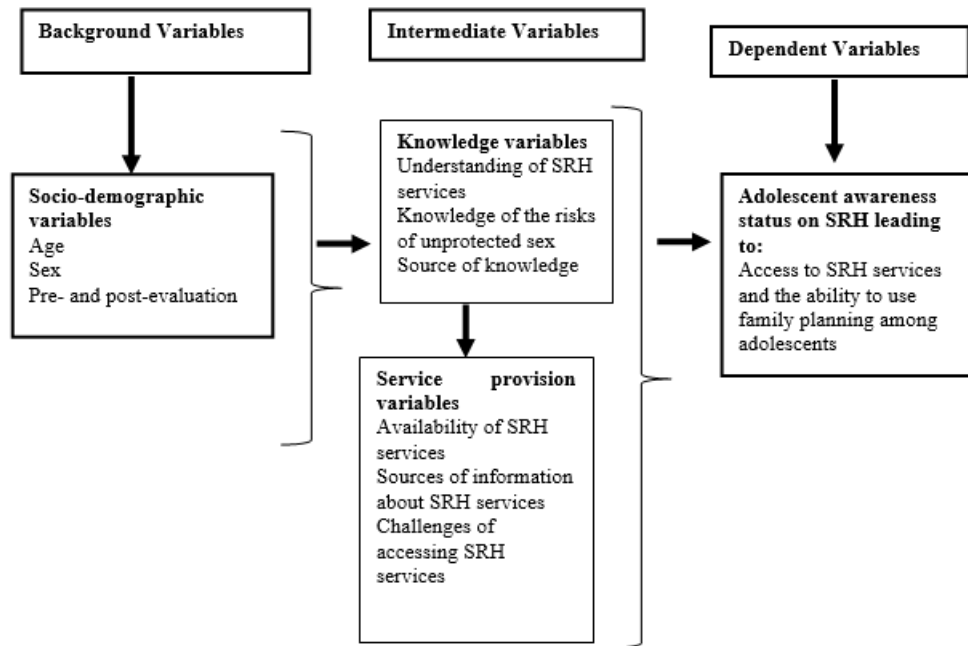 Background Variables
Intermediate Variables
Dependent Variables
Socio-demographic
variables
Age
Sex
Pre- and post-evaluation
Knowledge variables
Understanding of SRH
services
Knowledge of the risks
of unprotected sex
Source of knowledge
Service provision
variables
Availability of SRH
services
Sources of information
about SRH services
Challenges of
accessing SRH
services
Adolescent awareness
status on SRH leading
to:
Access to SRH services
and the ability to use
family planning among
adolescents